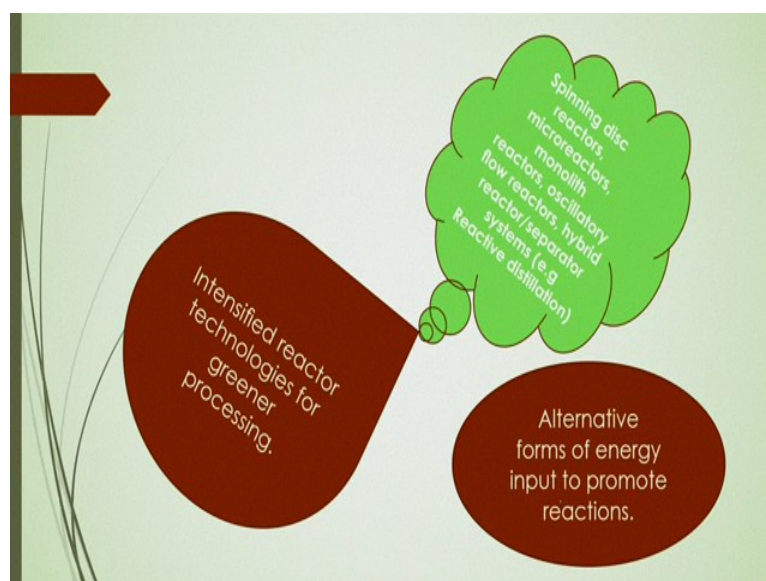 Spinning disc
reactors,
microreactors,
monolith
reactors, oscillatory
flow reactors, hybrid
reactor/separator
systems (e.g
Reactive distillation)
Intensified reactor
technologies for
greener
processing.
Alternative
forms of energy
input to promote
reactions.